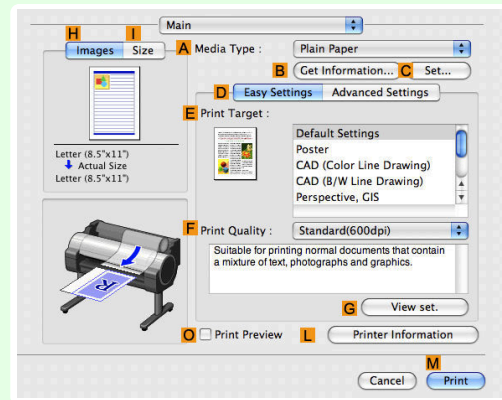 Main
H I
Images Size
A Media Type : Plain Paper
B Get Information... C Set...
D Easy Settings Advanced Settings
E Print Target :
Default Settings
Poster
CAD (Color Line Drawing)
CAD (B/W Line Drawing)
Perspective, GIS
Letter (8.5"x11")
Actual Size
Letter (8.5"x11")
F Print Quality : Standard(600dpi)
Suitable for printing normal documents that contain
a mixture of text, photographs and graphics.
G View set.
O Print Preview L Printer Information
M
Cancel Print